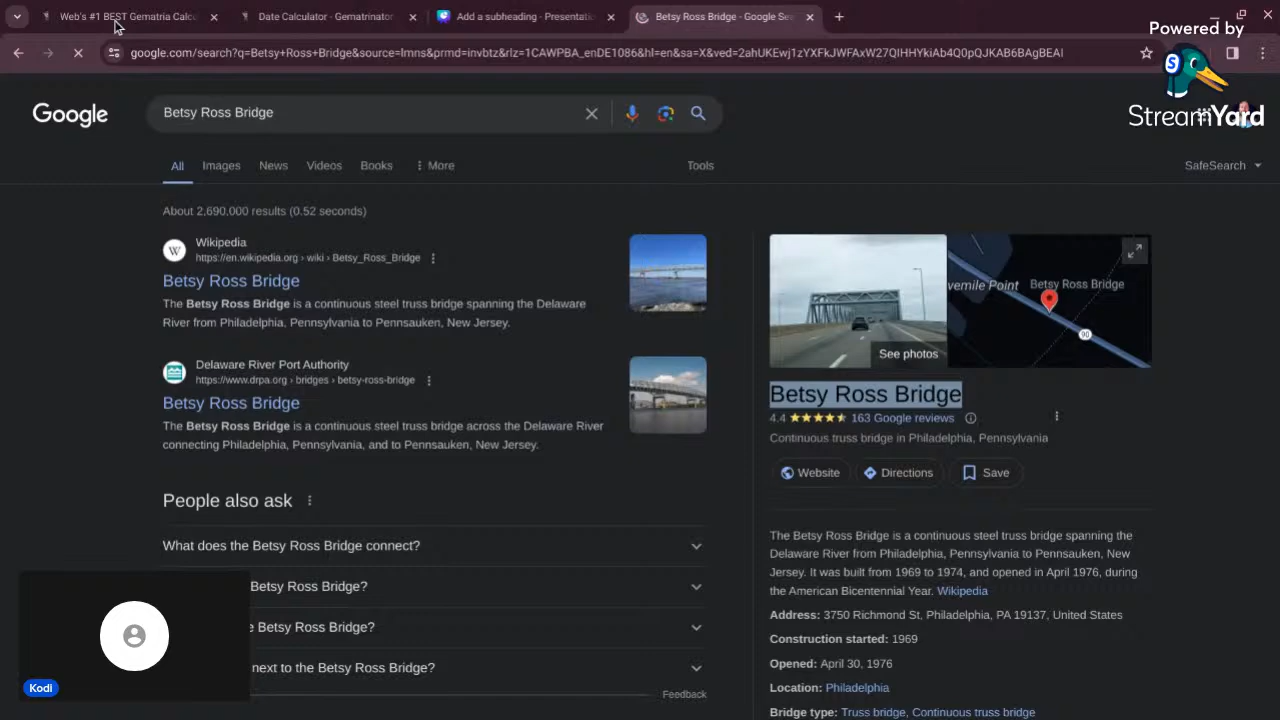 Web's #1 BEST Gematria Calcu
Date Calculator - Gematrinator
Add a subheading - Presentatio
Betsy Ross Bridge - Google Sea
Powered by
google.com/search?q=Betsy+Ross+Bridge&source=lmns&prmd=invbtz&rlz=1CAWPBA_enDE1086&hl=en&sa=X&ved=2ahUKEwj1zYXFkJWFAxW27QIHHYkiAb4Q0pQJKAB6BAgBEAI
StreamYard
Google
Betsy Ross Bridge
All
Images
News
Videos
Books
More
Tools
SafeSearch
About 2,690,000 results (0.52 seconds)
Wikipedia
https://en.wikipedia.org › wiki › Betsy_Ross_Bridge
Betsy Ross Bridge
The Betsy Ross Bridge is a continuous steel truss bridge spanning the Delaware
River from Philadelphia, Pennsylvania to Pennsauken, New Jersey.
Delaware River Port Authority
https://www.drpa.org › bridges › betsy-ross-bridge
Betsy Ross Bridge
The Betsy Ross Bridge is a continuous steel truss bridge across the Delaware River
connecting Philadelphia, Pennsylvania, and to Pennsauken, New Jersey.
People also ask
What does the Betsy Ross Bridge connect?
Betsy Ross Bridge?
e Betsy Ross Bridge?
next to the Betsy Ross Bridge?
Feedback
Kodi
See photos
vemile Point
Betsy Ross Bridge
90
Betsy Ross Bridge
4.4 163 Google reviews
Continuous truss bridge in Philadelphia, Pennsylvania
Website
Directions
Save
The Betsy Ross Bridge is a continuous steel truss bridge spanning the
Delaware River from Philadelphia, Pennsylvania to Pennsauken, New
Jersey. It was built from 1969 to 1974, and opened in April 1976, during
the American Bicentennial Year. Wikipedia
Address: 3750 Richmond St, Philadelphia, PA 19137, United States
Construction started: 1969
Opened: April 30, 1976
Location: Philadelphia
Bridge type: Truss bridge, Continuous truss bridge